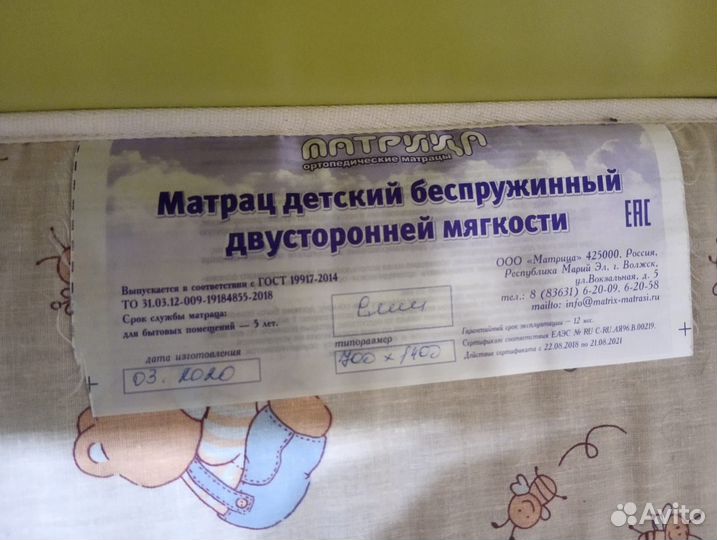 МАТРИЦА
ортопедические матрацы
Матрац детский беспружинный
двусторонней мягкости
EAC
Выпускается в соответствии с ГОСТ 19917-2014
ТО 31.03.12-009-19184855-2018
Срок службы матраца:
для бытовых помещений — 5 лет.
дата изготовления
03. 2020
типоразмер
700 х 1400
ООО «Матрица» 425000, Россия,
Республика Марий Эл, г. Волжск,
ул.Вокзальная, д. 5
тел.: 8 (83631) 6-20-09, 6-20-58
mailto: info@matrix-matrasi.ru
Гарантийный срок эксплуатации — 12 мес.
Сертификат соответствия ЕАЭС № RU C-RU.АЯ96.В.00219.
Действия сертификата с 22.08.2018 по 21.08.2021
Avito